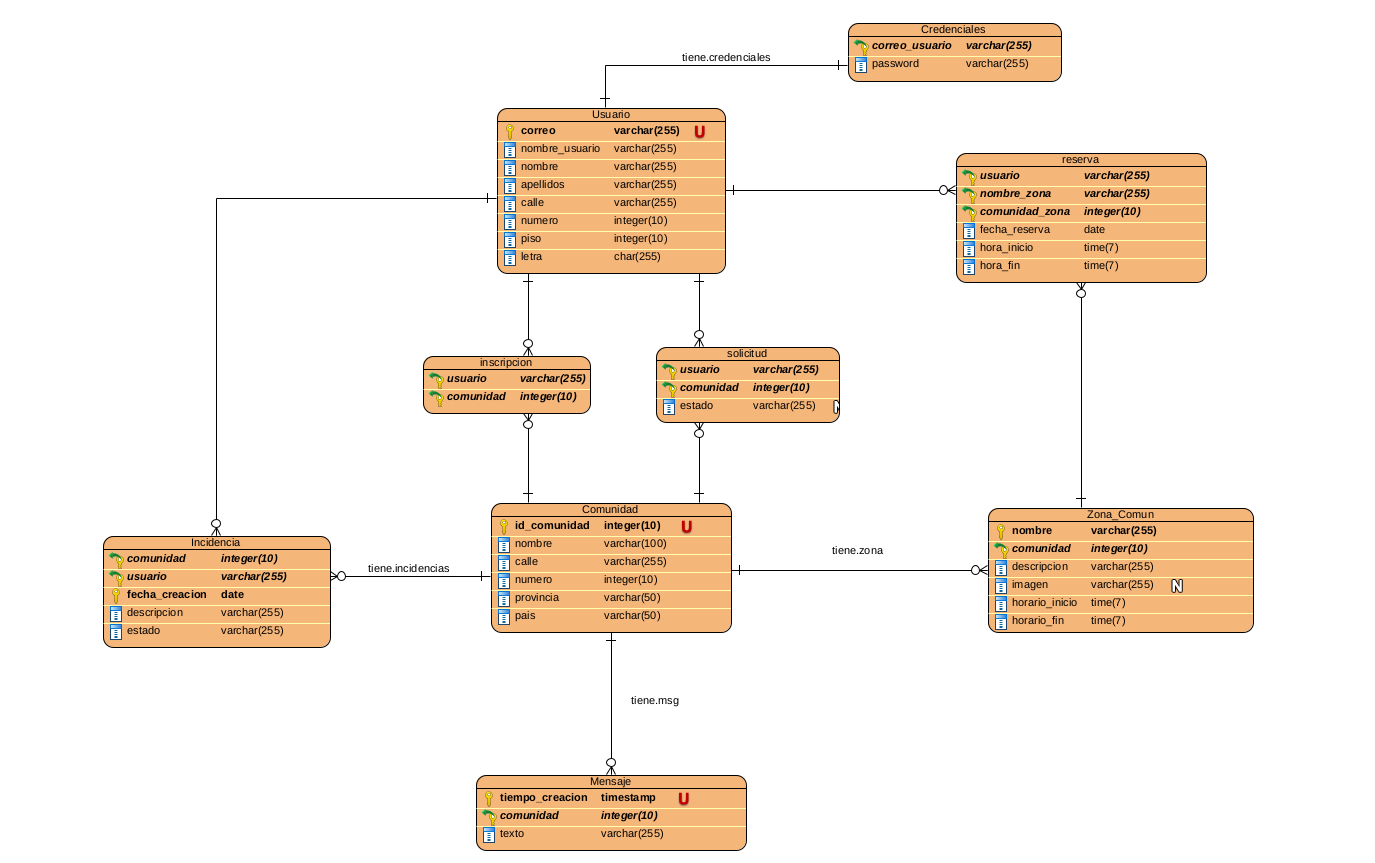 Credenciales
correo_usuario varchar(255)
password varchar(255)
tiene.credenciales
Usuario
correo varchar(255) U
nombre_usuario varchar(255)
nombre varchar(255)
apellidos varchar(255)
calle varchar(255)
numero integer(10)
piso integer(10)
letra char(255)
reserva
usuario varchar(255)
nombre_zona varchar(255)
comunidad_zona integer(10)
fecha_reserva date
hora_inicio time(7)
hora_fin time(7)
inscripcion
usuario varchar(255)
comunidad integer(10)
solicitud
usuario varchar(255)
comunidad integer(10)
estado varchar(255) N
Comunidad
id_comunidad integer(10) U
nombre varchar(100)
calle varchar(255)
numero integer(10)
provincia varchar(50)
pais varchar(50)
Zona_Comun
nombre varchar(255)
comunidad integer(10)
descripcion varchar(255)
imagen varchar(255) N
horario_inicio time(7)
horario_fin time(7)
tiene.zona
Incidencia
comunidad integer(10)
usuario varchar(255)
fecha_creacion date
descripcion varchar(255)
estado varchar(255)
tiene.incidencias
tiene.msg
Mensaje
tiempo_creacion timestamp U
comunidad integer(10)
texto varchar(255)